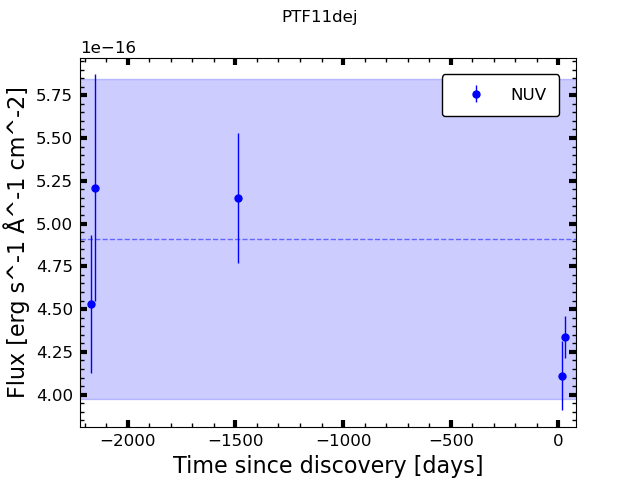 PTF11dej
1e−16
NUV
5.75
5.50
5.25
5.00
4.75
4.50
4.25
4.00
Flux [erg s^-1 Å^-1 cm^-2]
−2000
−1500
−1000
−500
0
Time since discovery [days]